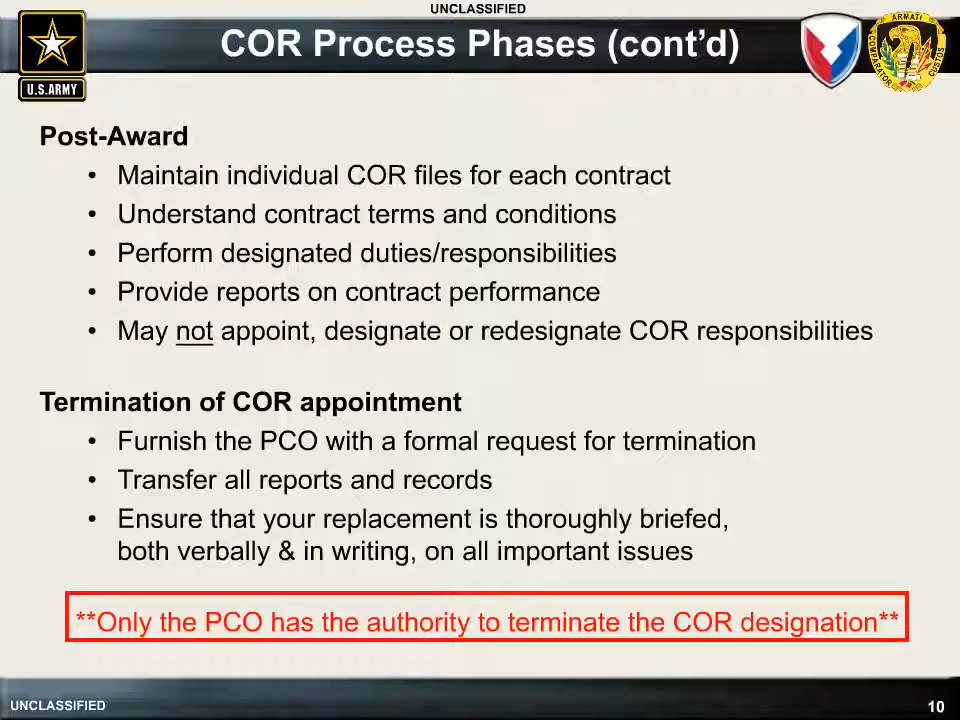 UNCLASSIFIED
COR Process Phases (cont’d)
U.S.ARMY
ARMATI
COMPARATOR
CUSTOS
Post-Award
• Maintain individual COR files for each contract
• Understand contract terms and conditions
• Perform designated duties/responsibilities
• Provide reports on contract performance
• May not appoint, designate or redesignate COR responsibilities
Termination of COR appointment
• Furnish the PCO with a formal request for termination
• Transfer all reports and records
• Ensure that your replacement is thoroughly briefed,
both verbally & in writing, on all important issues
**Only the PCO has the authority to terminate the COR designation**
UNCLASSIFIED
10